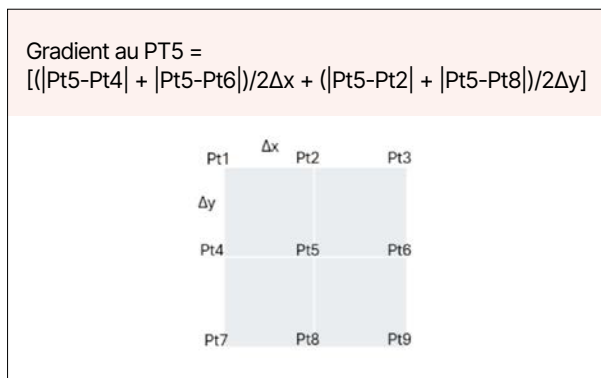 Gradient au PT5 =
[(|Pt5-Pt4| + |Pt5-Pt6|)/2Δx + (|Pt5-Pt2| + |Pt5-Pt8|)/2Δy]
Δx
Pt1 Pt2 Pt3
Δy
Pt4 Pt5 Pt6
Pt7 Pt8 Pt9